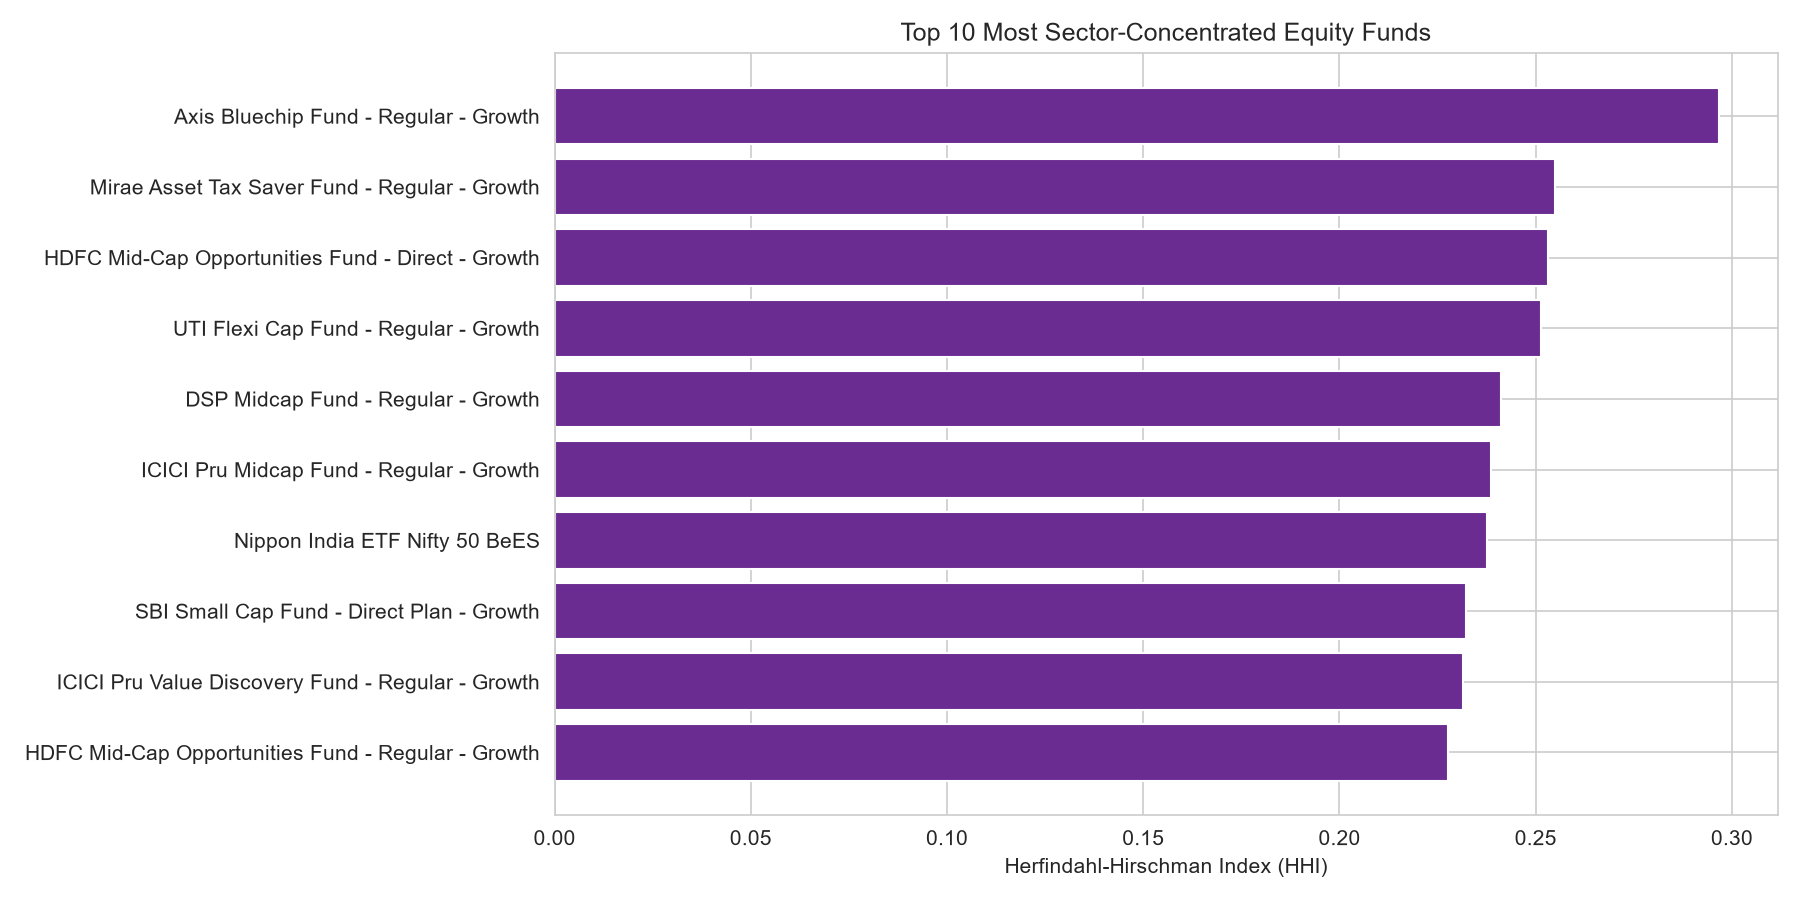 Top 10 Most Sector-Concentrated Equity Funds
Axis Bluechip Fund - Regular - Growth
Mirae Asset Tax Saver Fund - Regular - Growth
HDFC Mid-Cap Opportunities Fund - Direct - Growth
UTI Flexi Cap Fund - Regular - Growth
DSP Midcap Fund - Regular - Growth
ICICI Pru Midcap Fund - Regular - Growth
Nippon India ETF Nifty 50 BeES
SBI Small Cap Fund - Direct Plan - Growth
ICICI Pru Value Discovery Fund - Regular - Growth
HDFC Mid-Cap Opportunities Fund - Regular - Growth
0.00 0.05 0.10 0.15 0.20 0.25 0.30
Herfindahl-Hirschman Index (HHI)